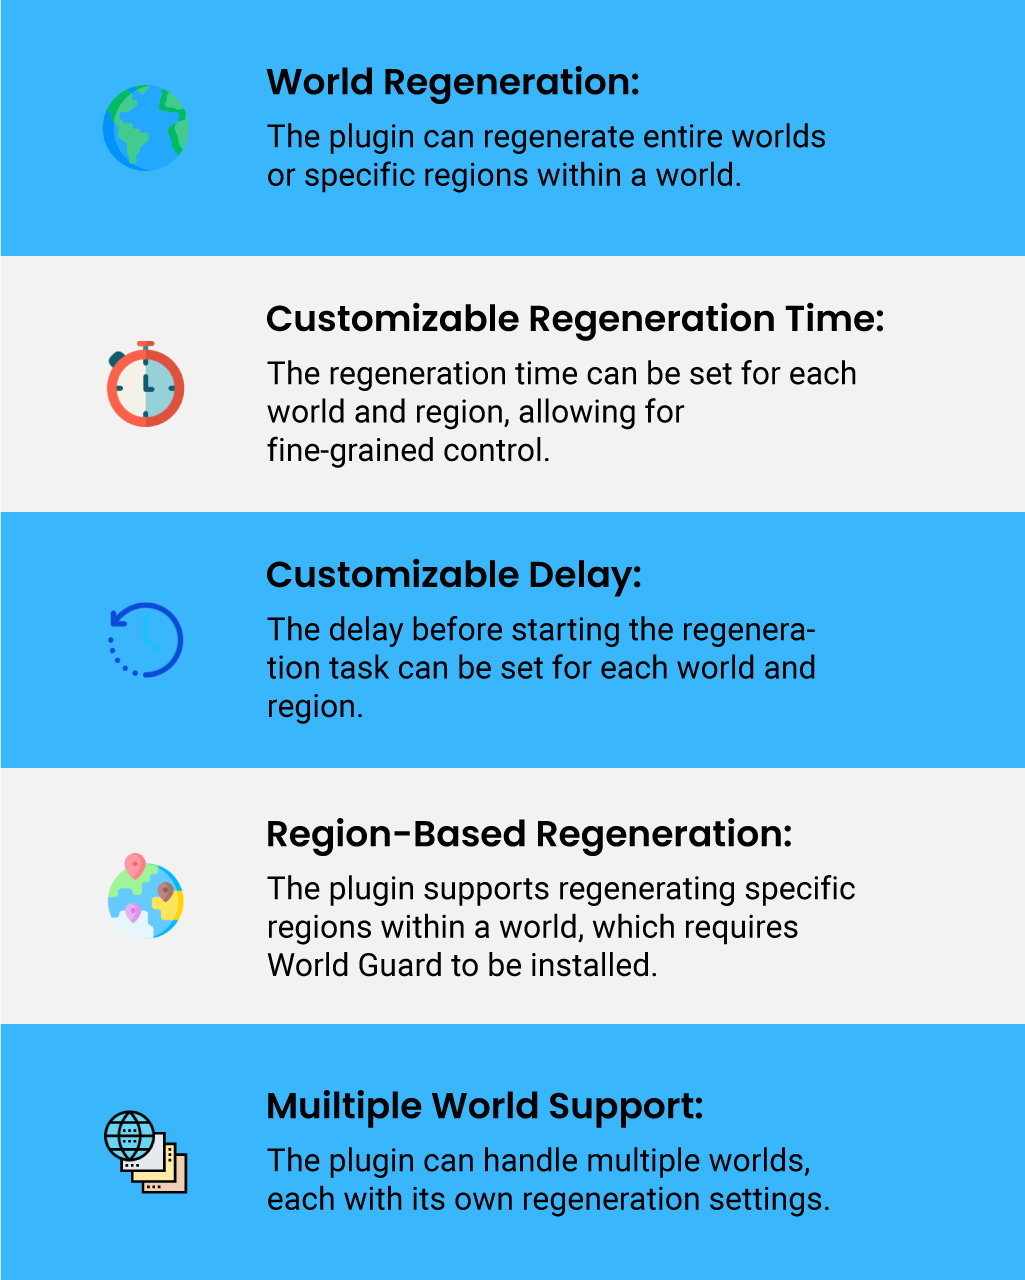 World Regeneration:
The plugin can regenerate entire worlds
or specific regions within a world.
Customizable Regeneration Time:
The regeneration time can be set for each
world and region, allowing for
fine-grained control.
Customizable Delay:
The delay before starting the regenera-
tion task can be set for each world and
region.
Region-Based Regeneration:
The plugin supports regenerating specific
regions within a world, which requires
World Guard to be installed.
Muiltiple World Support:
The plugin can handle multiple worlds,
each with its own regeneration settings.